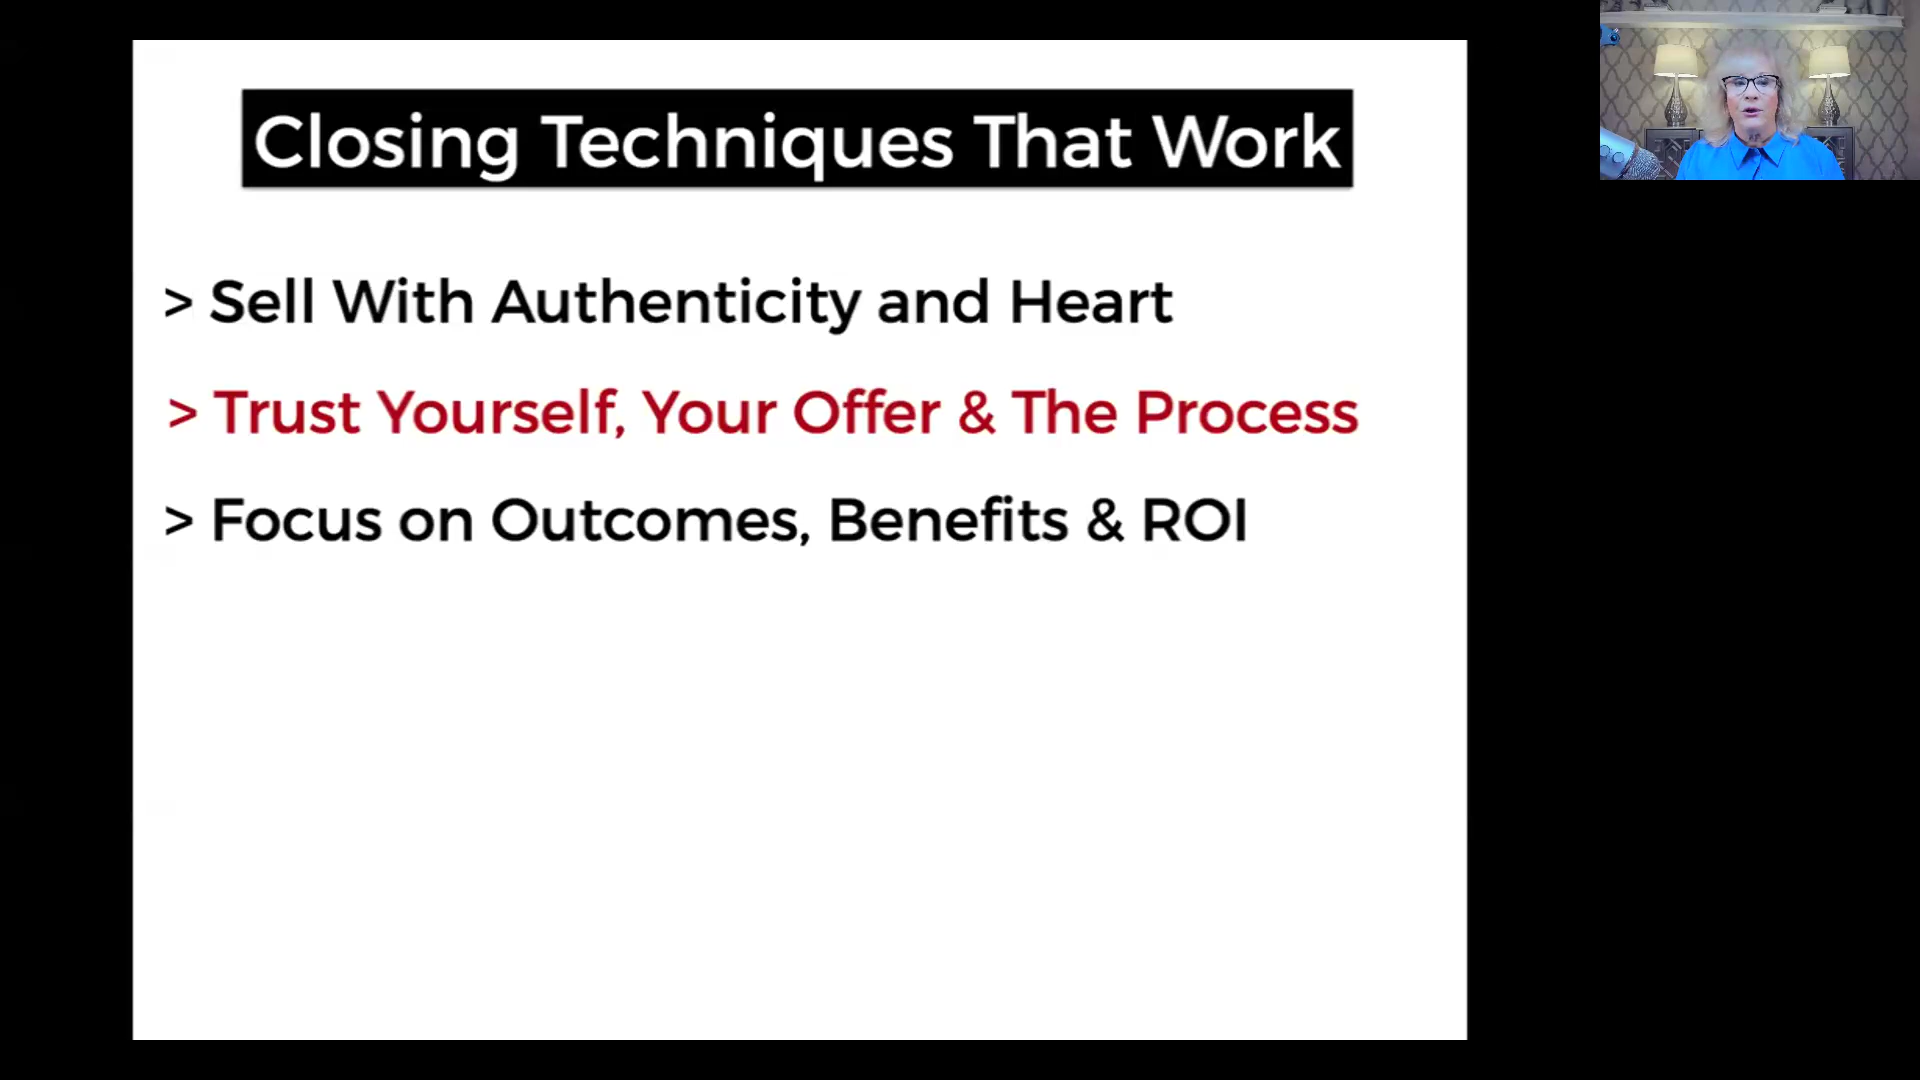 Closing Techniques That Work
> Sell With Authenticity and Heart
> Trust Yourself, Your Offer & The Process
> Focus on Outcomes, Benefits & ROI